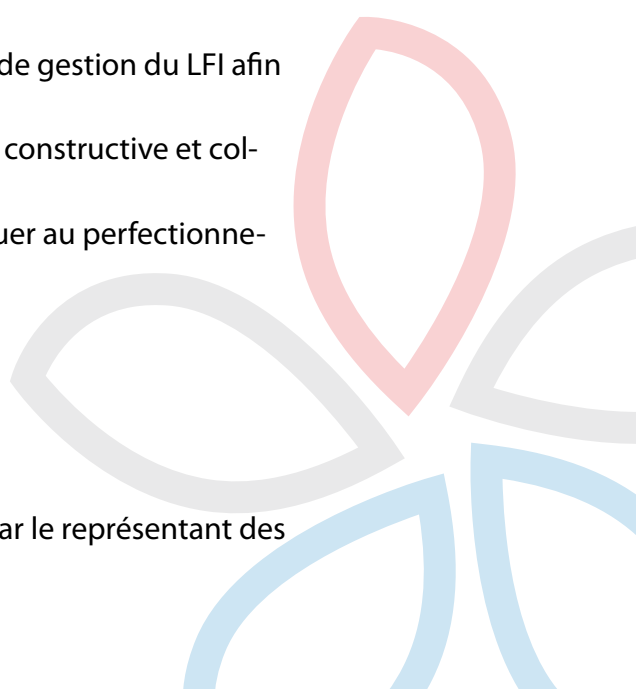 de gestion du LFI afin
constructive et col-
uer au perfectionne-
ar le représentant des